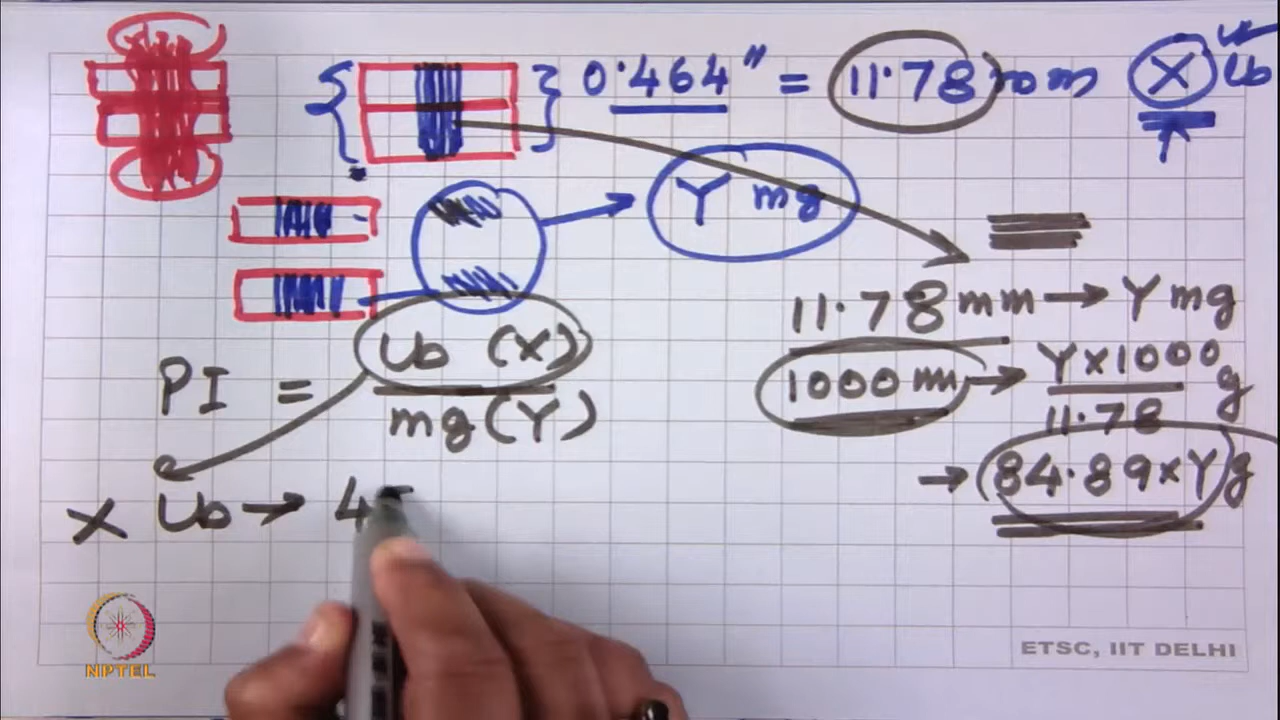 0.464" = 11.78 mm X lb
Y mg
11.78 mm → Y mg
1000 mm → Y×1000 g
11.78
→ 84.89×Y g
PI = lb (X)
mg (Y)
X lb → 4
NPTEL
ETSC, IIT DELHI